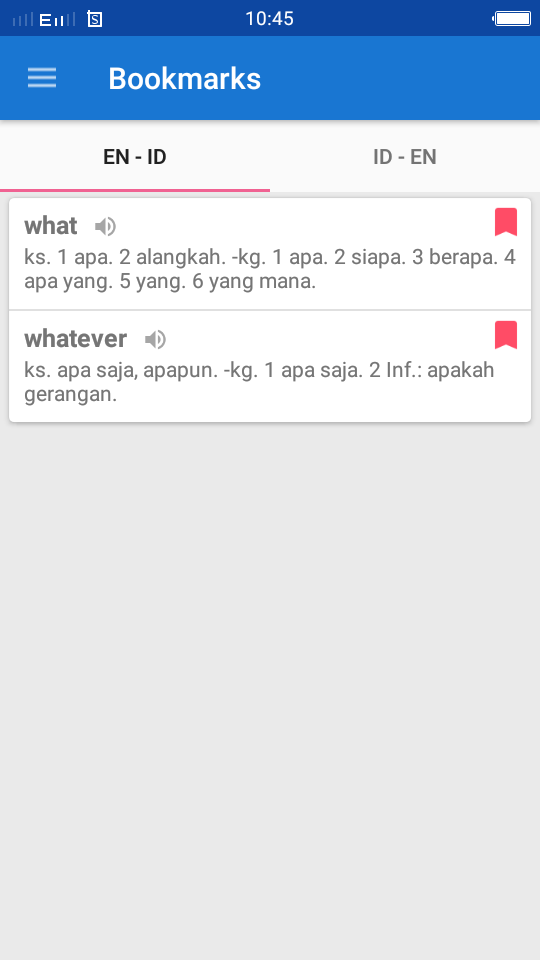 10:45
Bookmarks
EN - ID
ID - EN
what
ks. 1 apa. 2 alangkah. -kg. 1 apa. 2 siapa. 3 berapa. 4
apa yang. 5 yang. 6 yang mana.
whatever
ks. apa saja, apapun. -kg. 1 apa saja. 2 Inf.: apakah
gerangan.